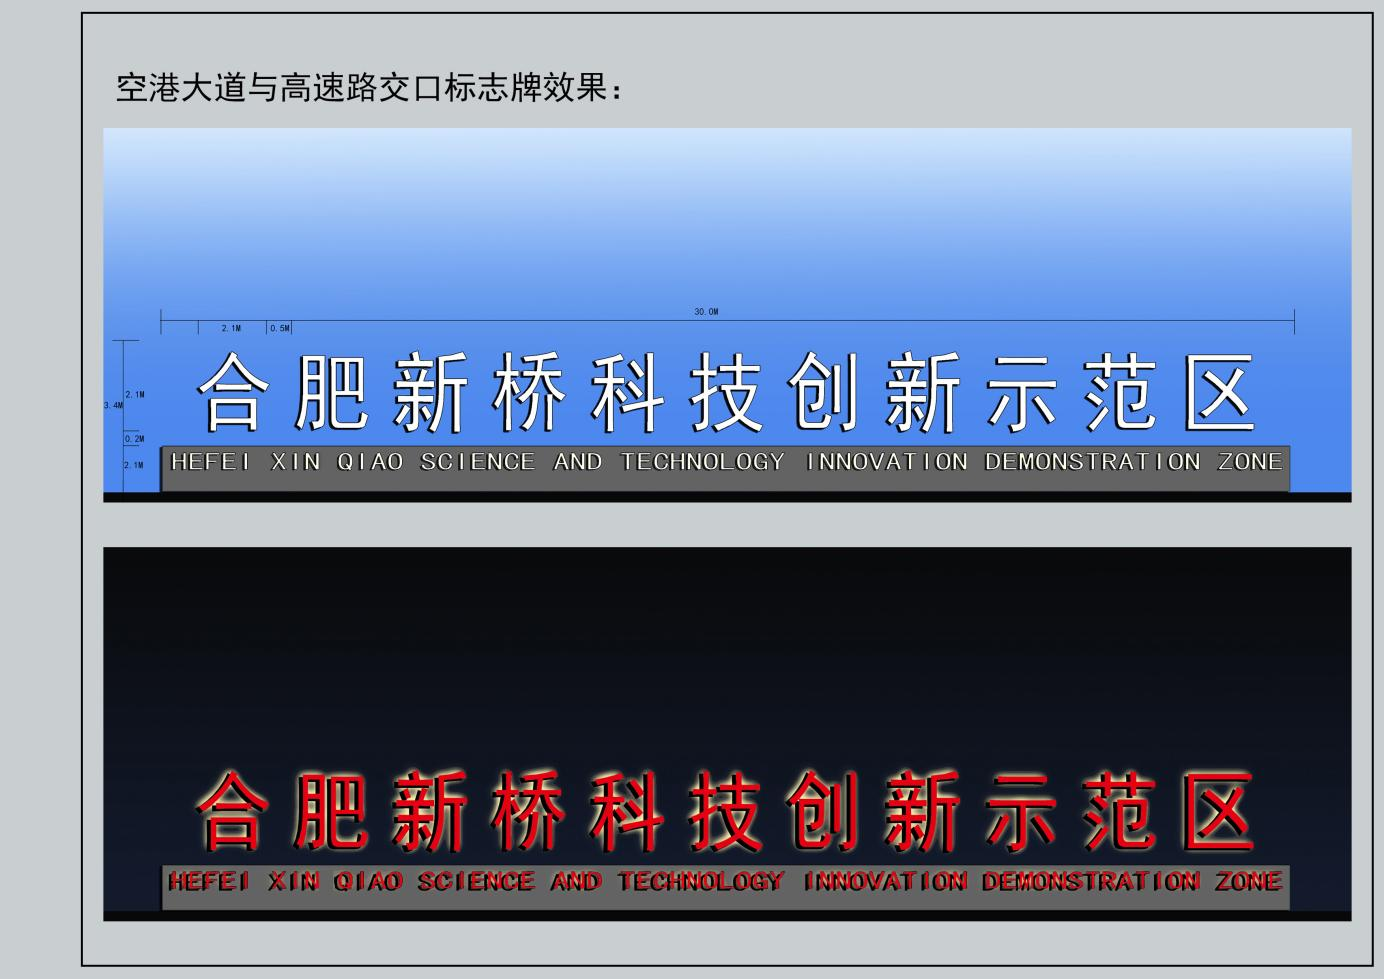 空港大道与高速路交口标志牌效果：
30.0M
2.1M 0.5M
合肥新桥科技创新示范区
2.1M
3.4M
0.2M
2.1M
HEFEI XIN QIAO SCIENCE AND TECHNOLOGY INNOVATION DEMONSTRATION ZONE
合肥新桥科技创新示范区
HEFEI XIN QIAO SCIENCE AND TECHNOLOGY INNOVATION DEMONSTRATION ZONE